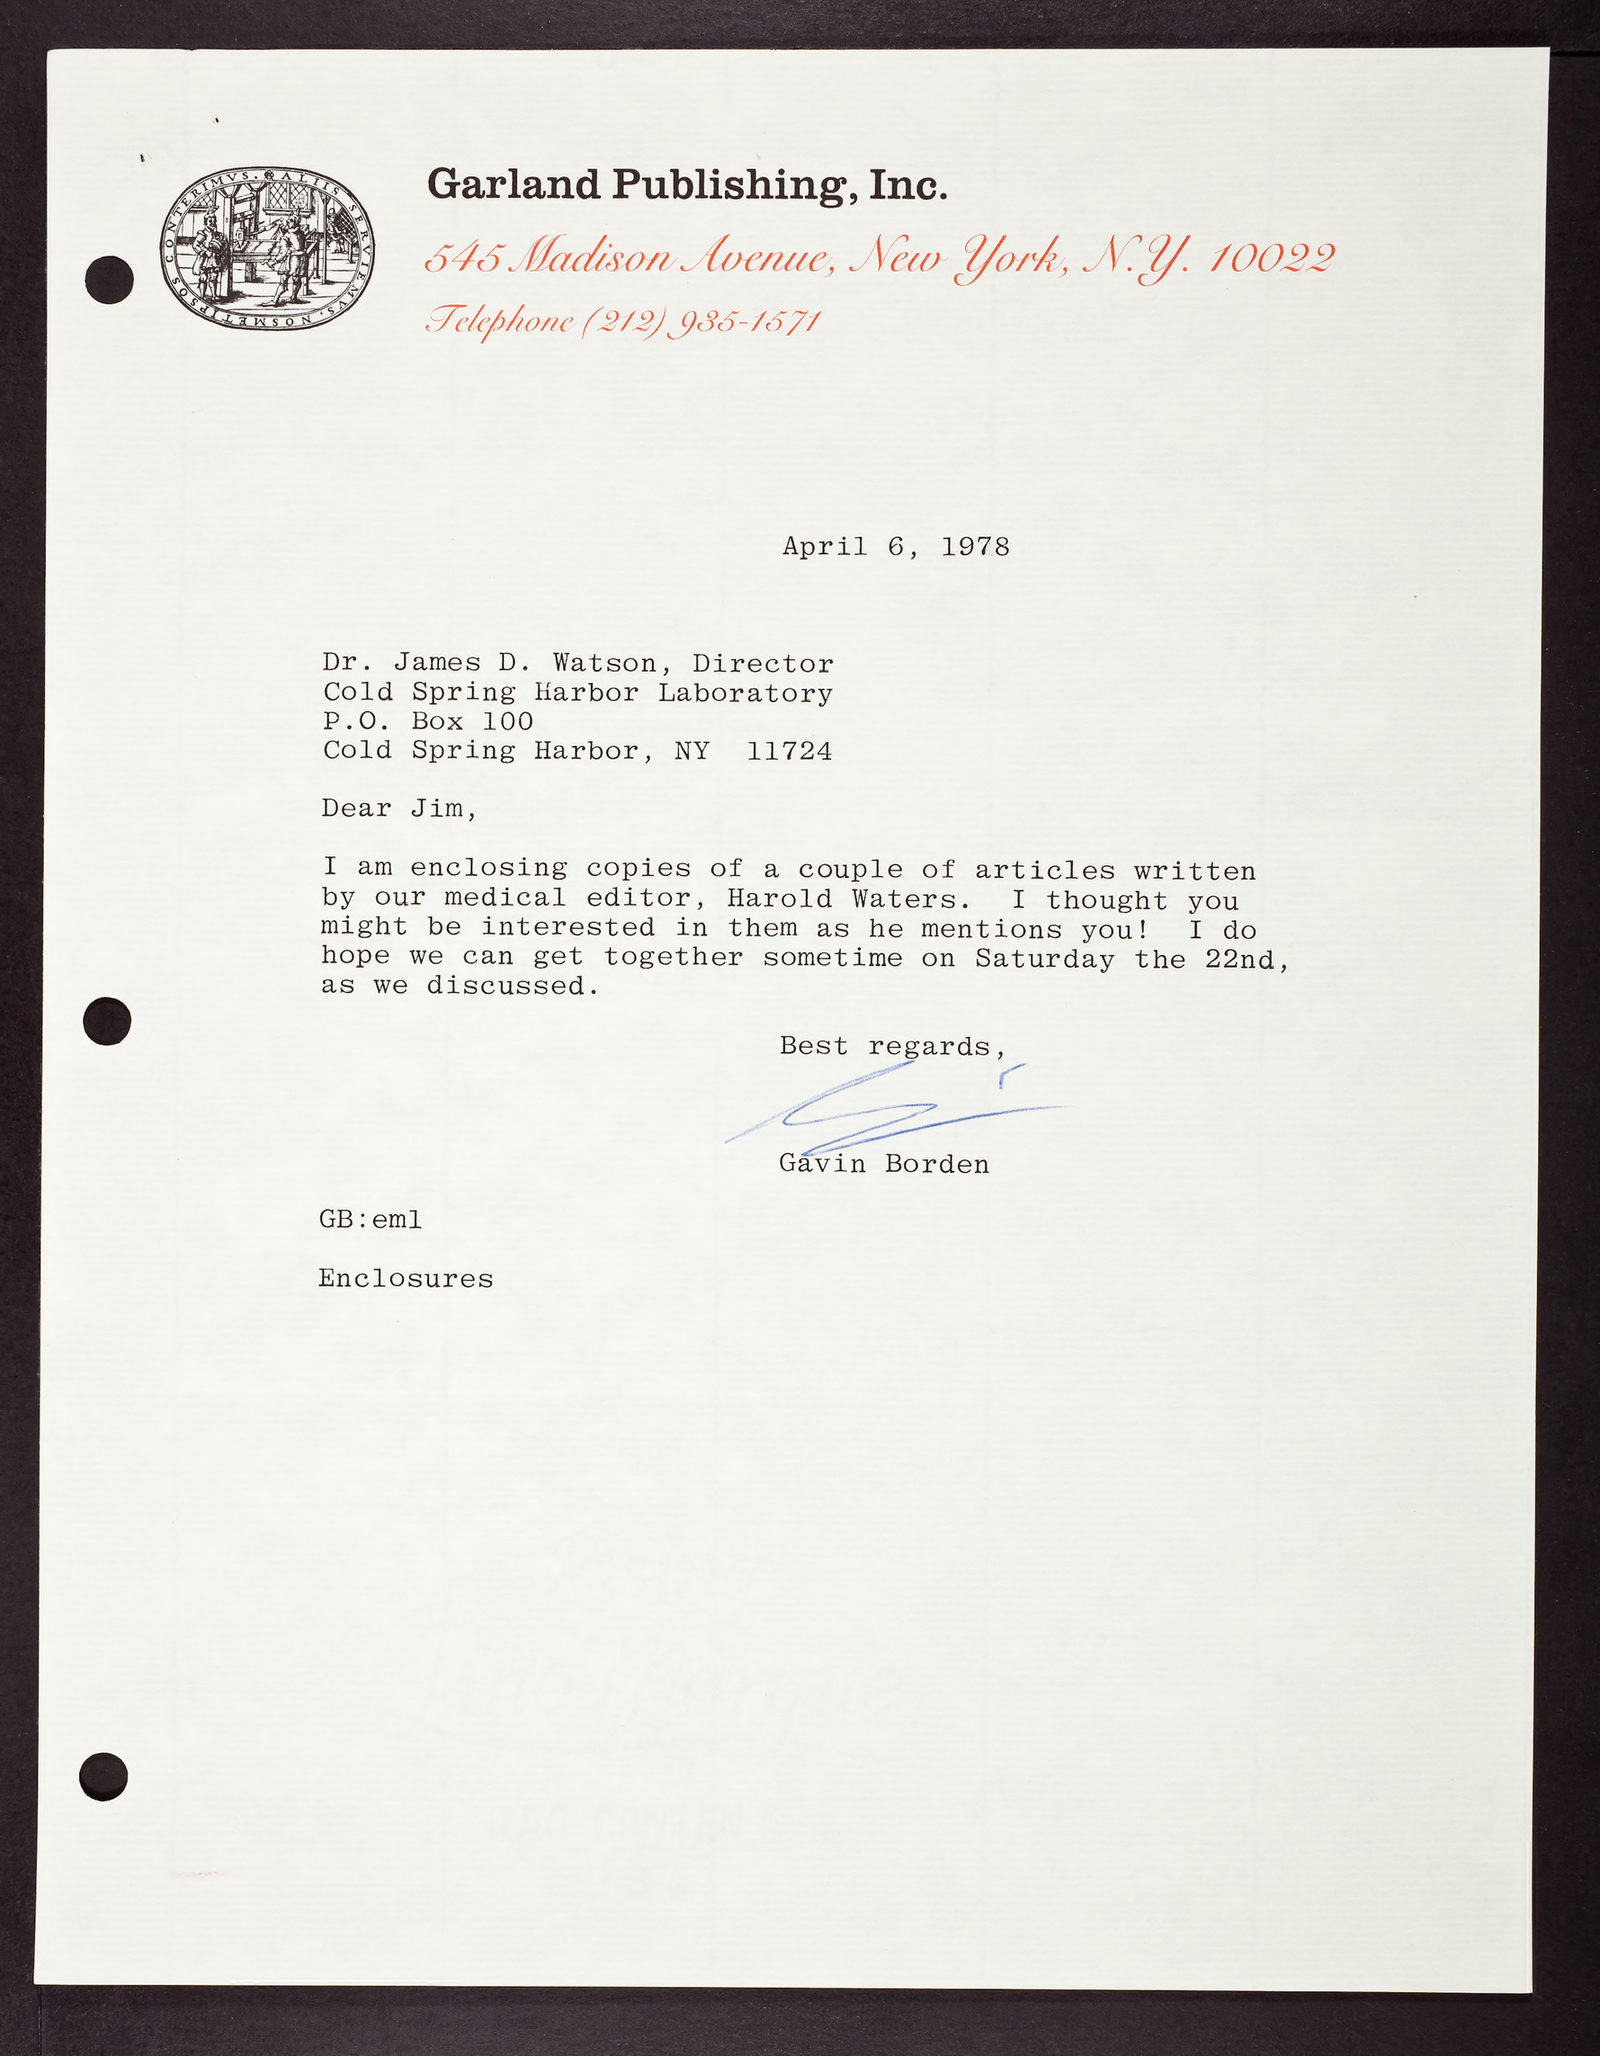 CONTERIMVS. & ALIIS SERVIEMVS. NOSMETIPSOS
Garland Publishing, Inc.
545 Madison Avenue, New York, N.Y. 10022
Telephone (212) 935-1571
April 6, 1978
Dr. James D. Watson, Director
Cold Spring Harbor Laboratory
P.O. Box 100
Cold Spring Harbor, NY  11724
Dear Jim,
I am enclosing copies of a couple of articles written
by our medical editor, Harold Waters.  I thought you
might be interested in them as he mentions you!  I do
hope we can get together sometime on Saturday the 22nd,
as we discussed.
Best regards,
Gavin Borden
GB:eml
Enclosures